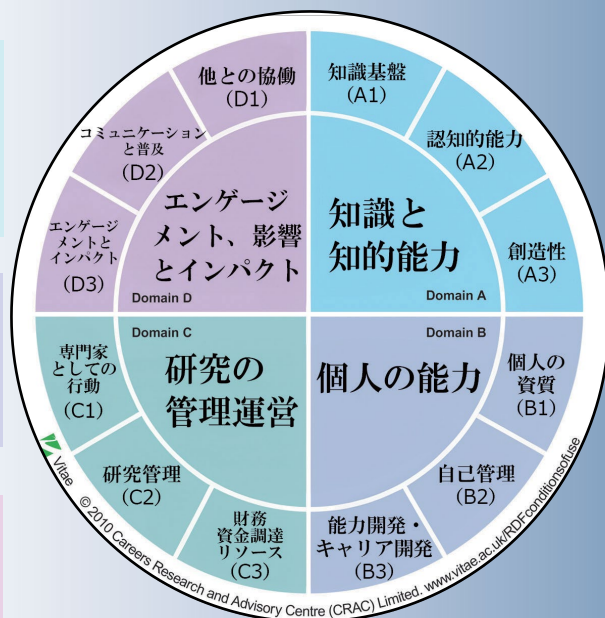 知識と
知的能力
Domain A
知識基盤
(A1)
認知的能力
(A2)
創造性
(A3)
個人の能力
Domain B
個人の
資質
(B1)
自己管理
(B2)
能力開発・
キャリア開発
(B3)
研究の
管理運営
Domain C
専門家
としての
行動
(C1)
研究管理
(C2)
財務
資金調達
リソース
(C3)
エンゲージ
メント、影響
とインパクト
Domain D
他との協働
(D1)
コミュニケーション
と普及
(D2)
エンゲージ
メントと
インパクト
(D3)
Vitae
© 2010 Careers Research and Advisory Centre (CRAC) Limited. www.vitae.ac.uk/RDFconditionsofuse